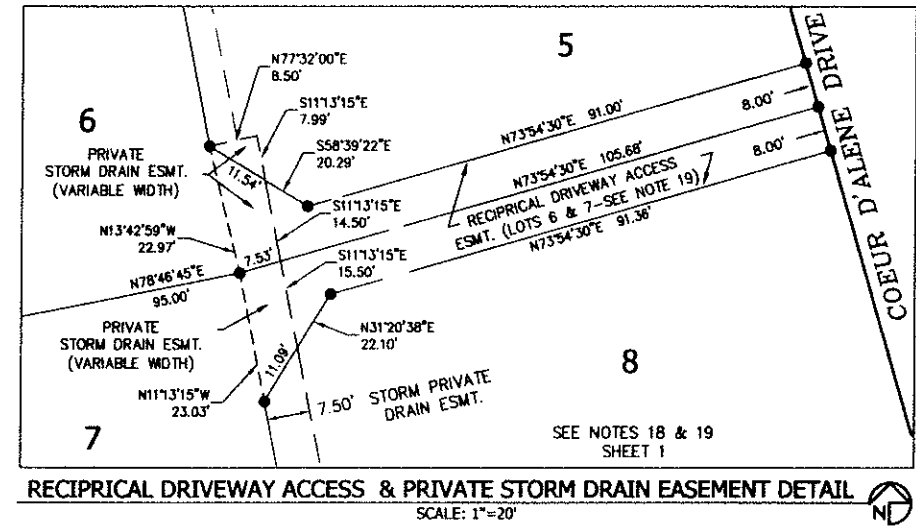 5
N77°32'00"E
8.50'
S11°13'15"E
7.99'
6
PRIVATE
STORM DRAIN ESMT.
(VARIABLE WIDTH)
11.54'
S58°39'22"E
20.29'
N73°54'30"E 91.00'
8.00'
COEUR D'ALENE DRIVE
S11°13'15"E
14.50'
N73°54'30"E 105.68'
8.00'
RECIPRICAL DRIVEWAY ACCESS
ESMT. (LOTS 6 & 7-SEE NOTE 19)
N73°54'30"E 91.36'
N13°42'59"W
22.97'
7.53'
S11°13'15"E
15.50'
N78°46'45"E
95.00'
PRIVATE
STORM DRAIN ESMT.
(VARIABLE WIDTH)
N31°20'38"E
22.10'
11.09'
N11°13'15"W
23.03'
7.50' STORM PRIVATE
DRAIN ESMT.
8
7
SEE NOTES 18 & 19
SHEET 1
RECIPRICAL DRIVEWAY ACCESS & PRIVATE STORM DRAIN EASEMENT DETAIL
SCALE: 1"=20'
N